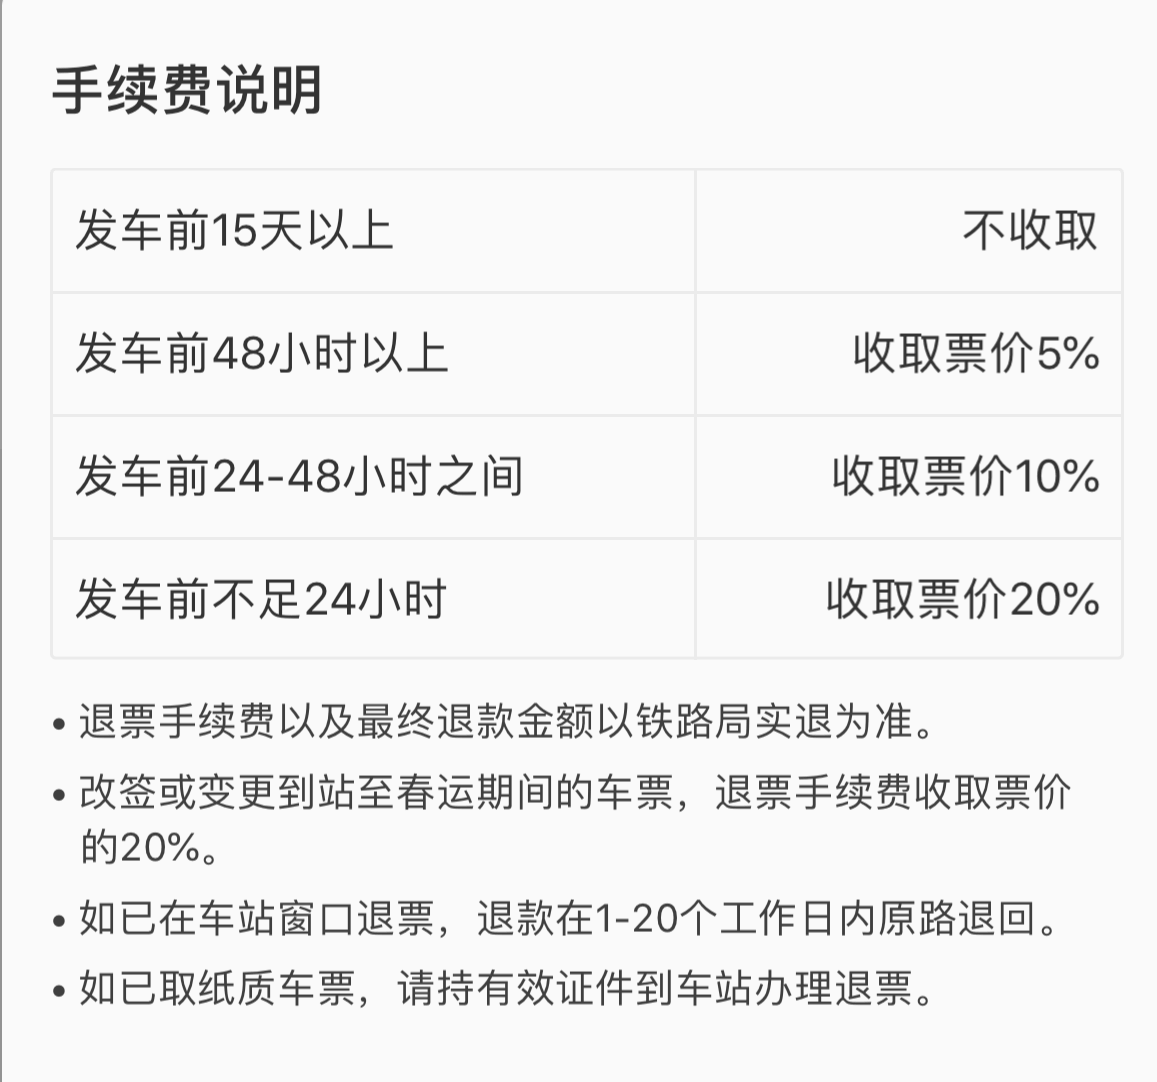 手续费说明
发车前15天以上 不收取
发车前48小时以上 收取票价5%
发车前24-48小时之间 收取票价10%
发车前不足24小时 收取票价20%
• 退票手续费以及最终退款金额以铁路局实退为准。
• 改签或变更到站至春运期间的车票，退票手续费收取票价
的20%。
• 如已在车站窗口退票，退款在1-20个工作日内原路退回。
• 如已取纸质车票，请持有效证件到车站办理退票。